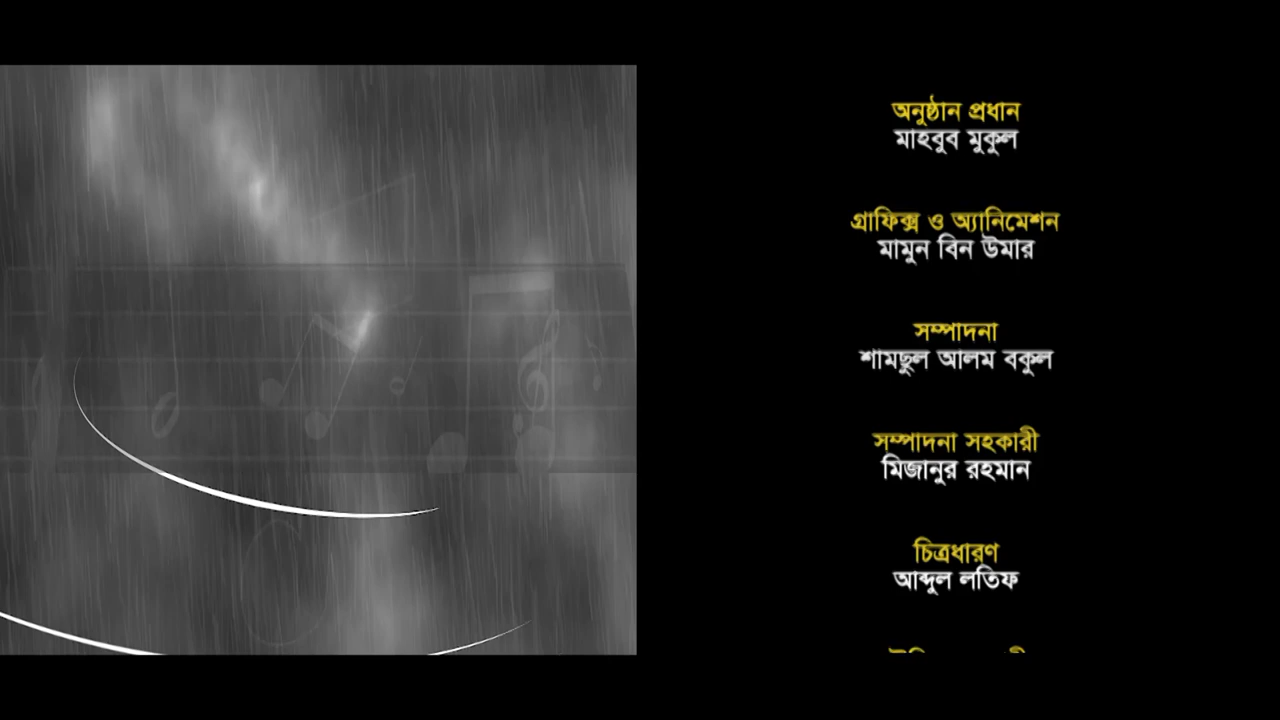 অনুষ্ঠান প্রধান
মাহবুব মুকুল
গ্রাফিক্স ও অ্যানিমেশন
মামুন বিন উমার
সম্পাদনা
শামছুল আলম বকুল
সম্পাদনা সহকারী
মিজানুর রহমান
চিত্রধারণ
আব্দুল লতিফ